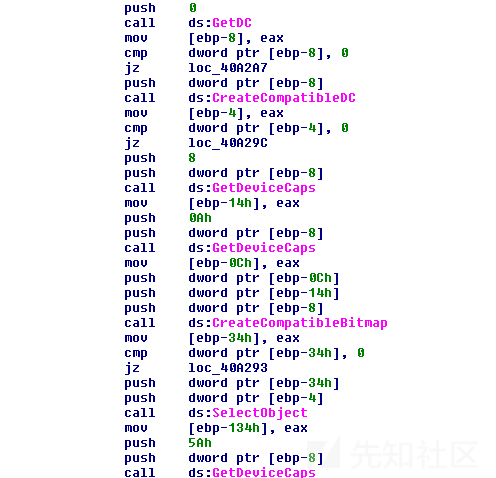 push 0
call ds:GetDC
mov [ebp-8], eax
cmp dword ptr [ebp-8], 0
jz loc_40A2A7
push dword ptr [ebp-8]
call ds:CreateCompatibleDC
mov [ebp-4], eax
cmp dword ptr [ebp-4], 0
jz loc_40A29C
push 8
push dword ptr [ebp-8]
call ds:GetDeviceCaps
mov [ebp-14h], eax
push 0Ah
push dword ptr [ebp-8]
call ds:GetDeviceCaps
mov [ebp-0Ch], eax
push dword ptr [ebp-0Ch]
push dword ptr [ebp-14h]
push dword ptr [ebp-8]
call ds:CreateCompatibleBitmap
mov [ebp-34h], eax
cmp dword ptr [ebp-34h], 0
jz loc_40A293
push dword ptr [ebp-34h]
push dword ptr [ebp-4]
call ds:SelectObject
mov [ebp-134h], eax
push 5Ah
push dword ptr [ebp-8]
call ds:GetDeviceCaps
先知社区